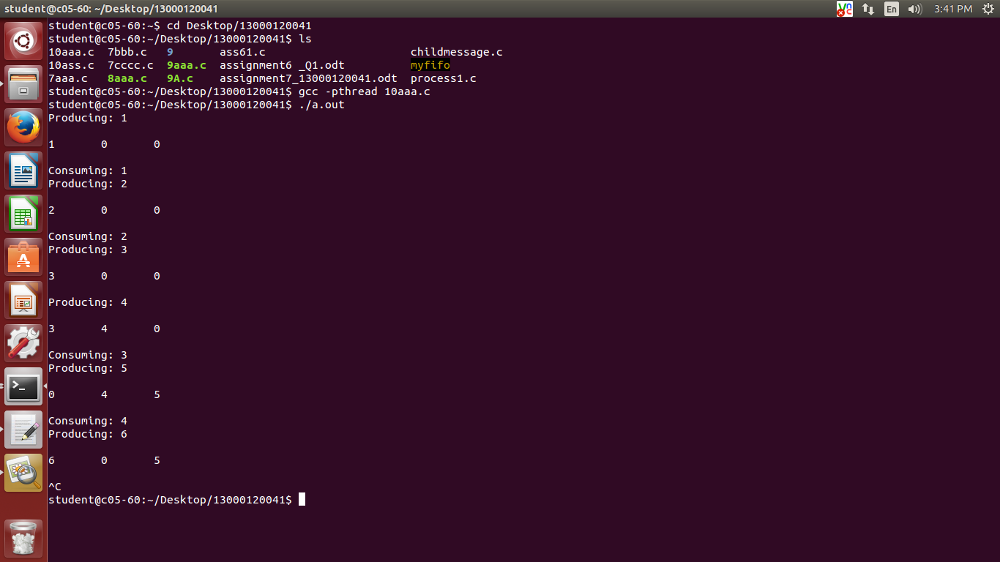 student@c05-60: ~/Desktop/13000120041
En
3:41 PM
student@c05-60:~$ cd Desktop/13000120041
student@c05-60:~/Desktop/13000120041$ ls
10aaa.c  7bbb.c   9       ass61.c                      childmessage.c
10ass.c  7cccc.c  9aaa.c  assignment6 _Q1.odt          myfifo
7aaa.c   8aaa.c   9A.c    assignment7_13000120041.odt  process1.c
student@c05-60:~/Desktop/13000120041$ gcc -pthread 10aaa.c
student@c05-60:~/Desktop/13000120041$ ./a.out
Producing: 1
1       0       0
Consuming: 1
Producing: 2
2       0       0
Consuming: 2
Producing: 3
3       0       0
Producing: 4
3       4       0
Consuming: 3
Producing: 5
0       4       5
Consuming: 4
Producing: 6
6       0       5
^C
student@c05-60:~/Desktop/13000120041$